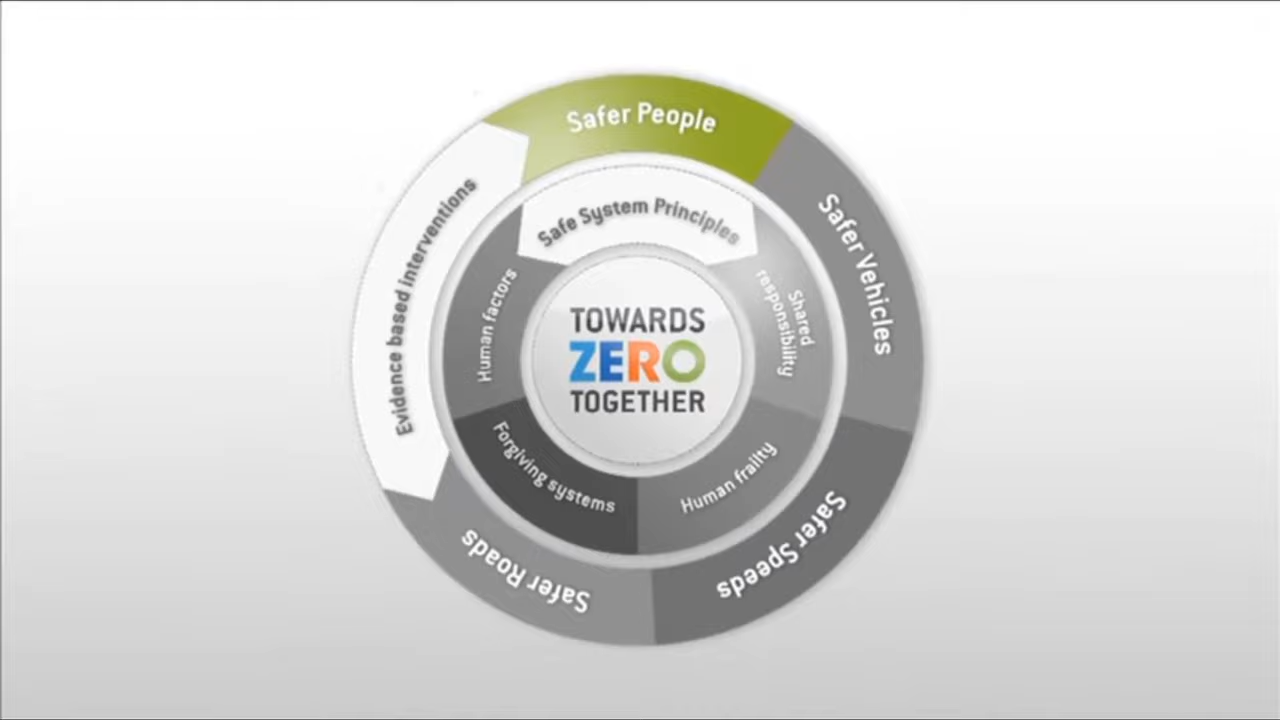 Safer People
Safer Vehicles
Safer Speeds
Safer Roads
Evidence based interventions
Safe System Principles
Shared
responsibility
Human frailty
Forgiving systems
Human factors
TOWARDS
ZERO
TOGETHER